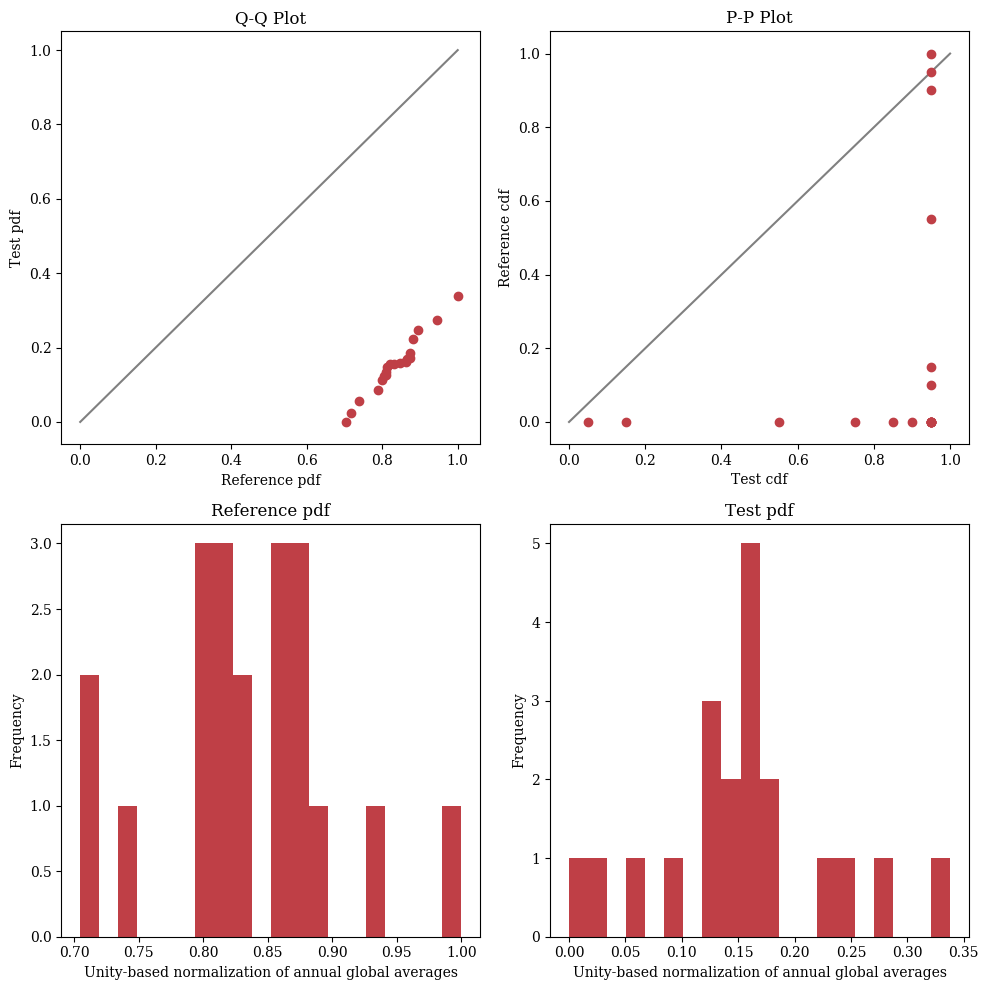 Q-Q Plot
1.0
0.8
0.6
0.4
0.2
0.0
Test pdf
0.0 0.2 0.4 0.6 0.8 1.0
Reference pdf
P-P Plot
1.0
0.8
0.6
0.4
0.2
0.0
Reference cdf
0.0 0.2 0.4 0.6 0.8 1.0
Test cdf
Reference pdf
3.0
2.5
2.0
1.5
1.0
0.5
0.0
Frequency
0.70 0.75 0.80 0.85 0.90 0.95 1.00
Unity-based normalization of annual global averages
Test pdf
5
4
3
2
1
0
Frequency
0.00 0.05 0.10 0.15 0.20 0.25 0.30 0.35
Unity-based normalization of annual global averages